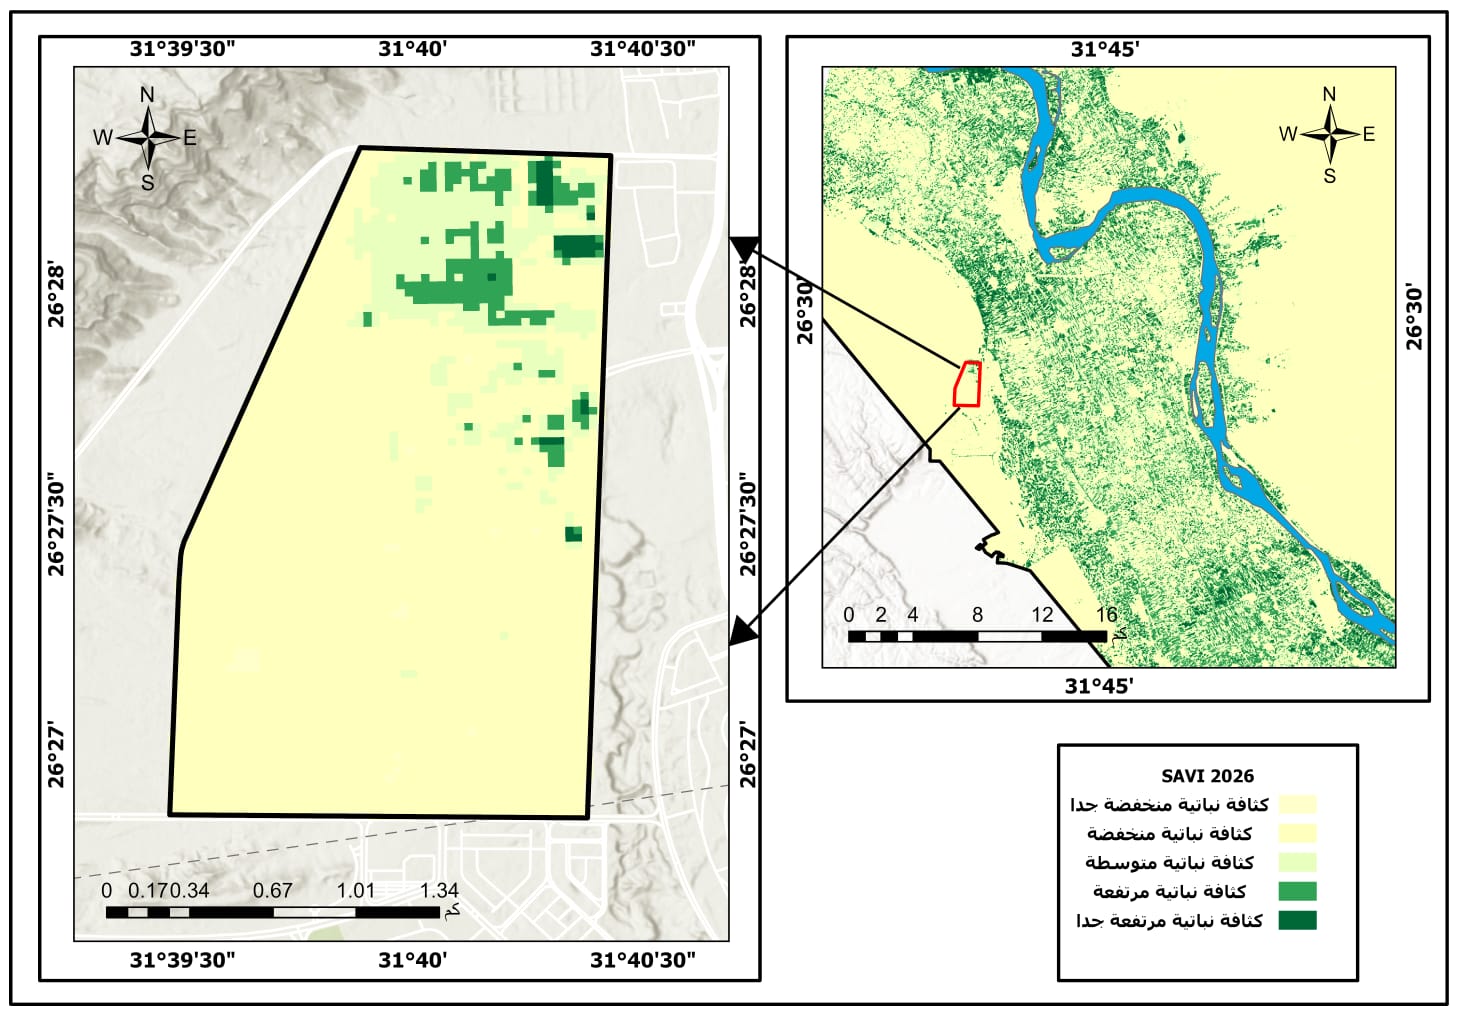 31°39'30" 31°40' 31°40'30"
N
W E
S
26°28'
26°27'30"
26°27'
26°28'
26°27'30"
26°27'
0 0.17 0.34 0.67 1.01 1.34
كم
31°39'30" 31°40' 31°40'30"
31°45'
N
W E
S
26°30'
26°30'
0 2 4 8 12 16
كم
31°45'
SAVI 2026
كثافة نباتية منخفضة جدا
كثافة نباتية منخفضة
كثافة نباتية متوسطة
كثافة نباتية مرتفعة
كثافة نباتية مرتفعة جدا